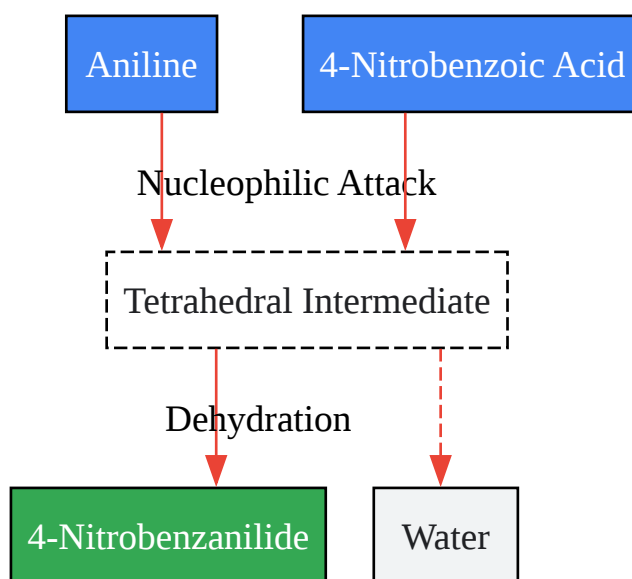 Aniline
4-Nitrobenzoic Acid
Nucleophilic Attack
Tetrahedral Intermediate
Dehydration
4-Nitrobenzanilide
Water